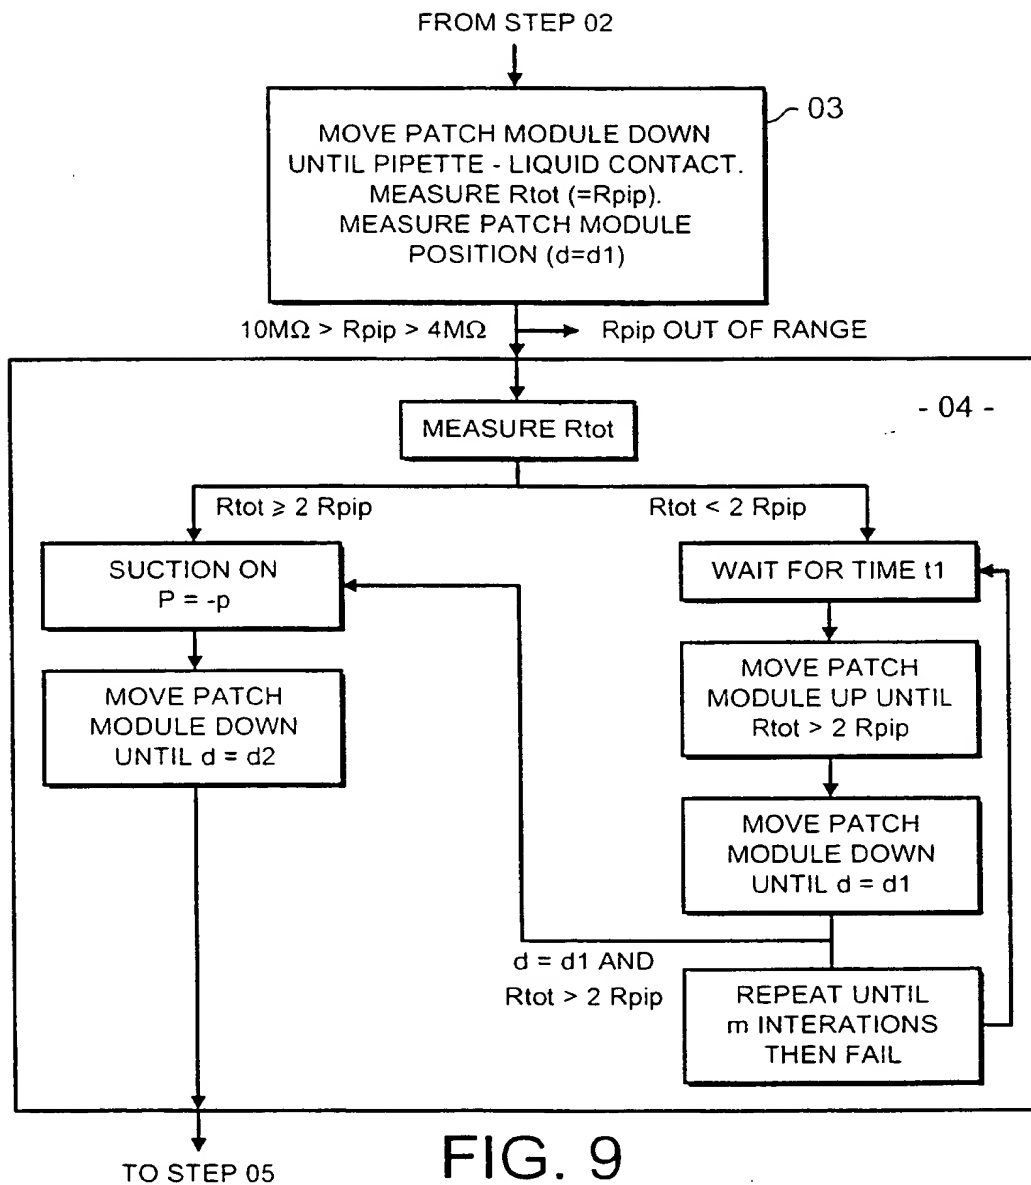 FROM STEP 02
03
MOVE PATCH MODULE DOWN
UNTIL PIPETTE - LIQUID CONTACT.
MEASURE Rtot (=Rpip).
MEASURE PATCH MODULE
POSITION (d=d1)
10MΩ > Rpip > 4MΩ
Rpip OUT OF RANGE
- 04 -
MEASURE Rtot
Rtot ⩾ 2 Rpip
Rtot < 2 Rpip
SUCTION ON
P = -p
WAIT FOR TIME t1
MOVE PATCH
MODULE DOWN
UNTIL d = d2
MOVE PATCH
MODULE UP UNTIL
Rtot > 2 Rpip
MOVE PATCH
MODULE DOWN
UNTIL d = d1
d = d1 AND
Rtot > 2 Rpip
REPEAT UNTIL
m INTERATIONS
THEN FAIL
TO STEP 05
FIG. 9